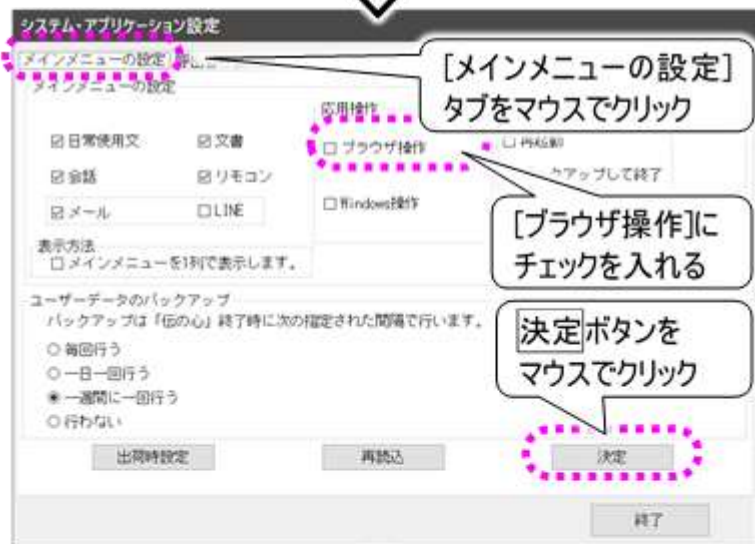 システム・アプリケーション設定
メインメニューの設定
[メインメニューの設定]
タブをマウスでクリック
メインメニューの設定
応用操作
日常使用文
文書
ブラウザ操作
再起動
会話
リモコン
クアップして終了
メール
LINE
Windows操作
[ブラウザ操作]に
チェックを入れる
表示方法
メインメニューを1列で表示します。
ユーザーデータのバックアップ
バックアップは「伝の心」終了時に次の指定された間隔で行います。
毎回行う
一日一回行う
一週間に一回行う
行わない
決定ボタンを
マウスでクリック
出荷時設定
再読込
決定
終了